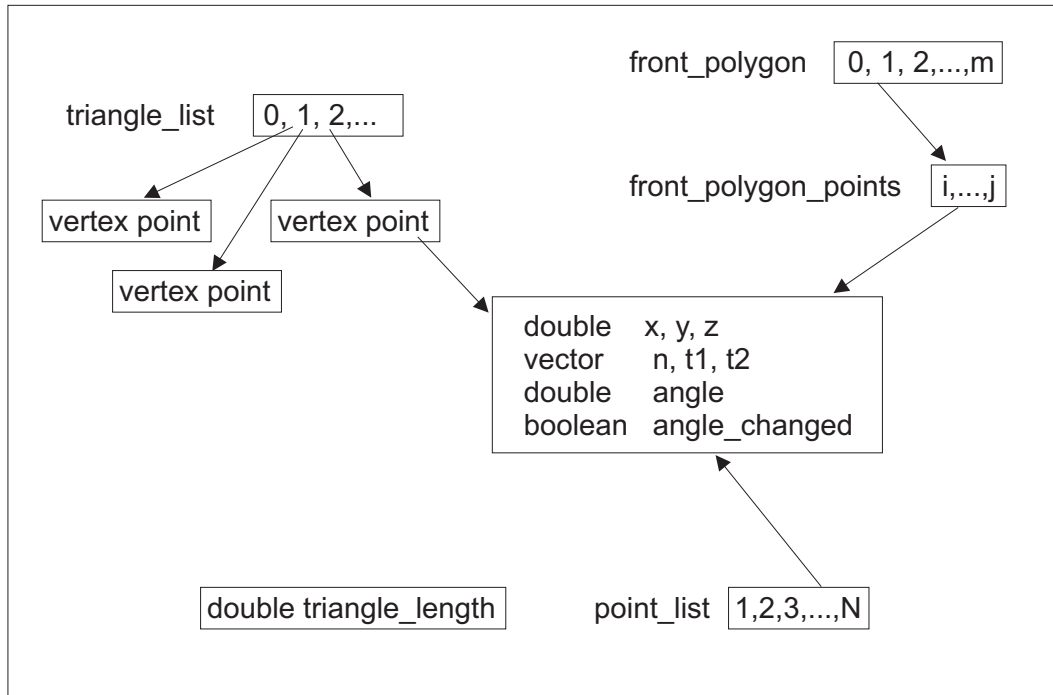 front_polygon 0, 1, 2,...,m
triangle_list 0, 1, 2,...
front_polygon_points i,...,j
vertex point vertex point
vertex point
double x, y, z
vector n, t1, t2
double angle
boolean angle_changed
double triangle_length point_list 1,2,3,...,N